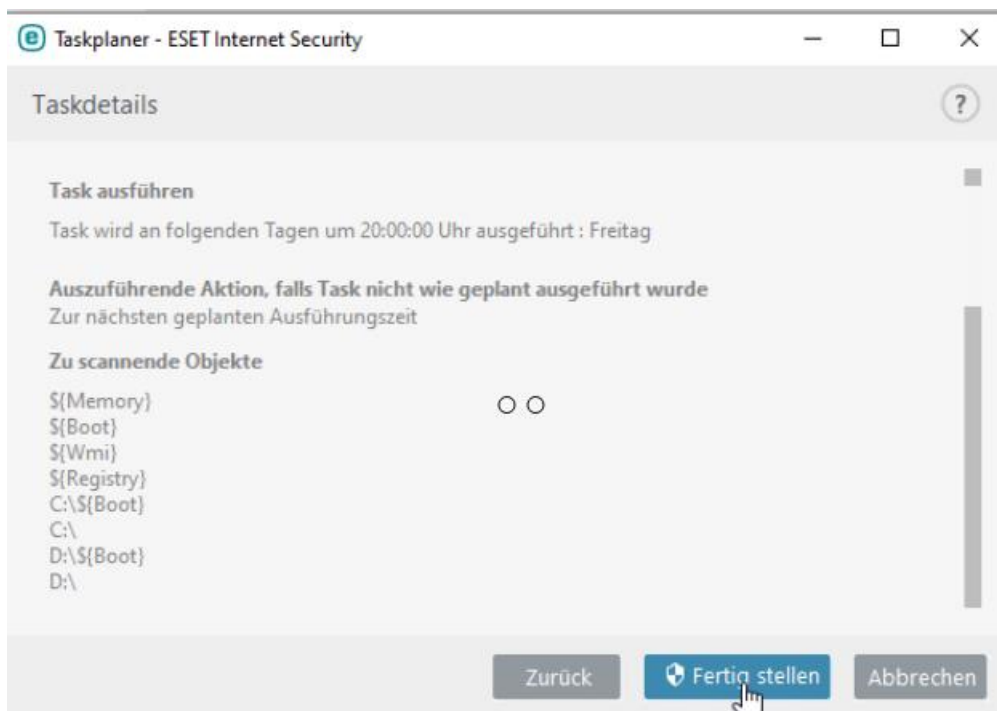 Taskplaner - ESET Internet Security
Taskdetails
?
Task ausführen
Task wird an folgenden Tagen um 20:00:00 Uhr ausgeführt : Freitag
Auszuführende Aktion, falls Task nicht wie geplant ausgeführt wurde
Zur nächsten geplanten Ausführungszeit
Zu scannende Objekte
${Memory}
${Boot}
${Wmi}
${Registry}
C:\${Boot}
C:\
D:\${Boot}
D:\
Zurück Fertig stellen Abbrechen